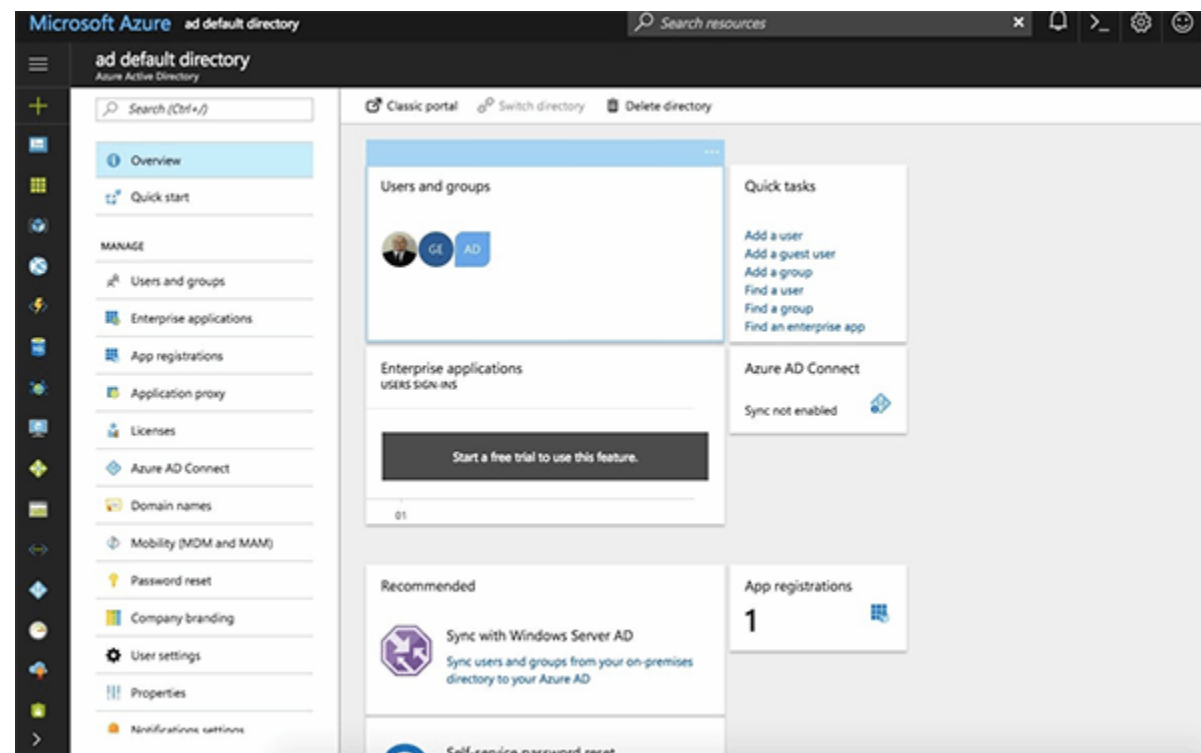 Microsoft Azure ad default directory
Search resources
ad default directory
Azure Active Directory
Search (Ctrl+/)
Overview
Quick start
MANAGE
Users and groups
Enterprise applications
App registrations
Application proxy
Licenses
Azure AD Connect
Domain names
Mobility (MDM and MAM)
Password reset
Company branding
User settings
Properties
Notifications settings
Classic portal
Switch directory
Delete directory
Users and groups
GE
AD
Quick tasks
Add a user
Add a guest user
Add a group
Find a user
Find a group
Find an enterprise app
Enterprise applications
USERS SIGN-INS
Start a free trial to use this feature.
01
Azure AD Connect
Sync not enabled
Recommended
Sync with Windows Server AD
Sync users and groups from your on-premises
directory to your Azure AD
Self-service password reset
App registrations
1